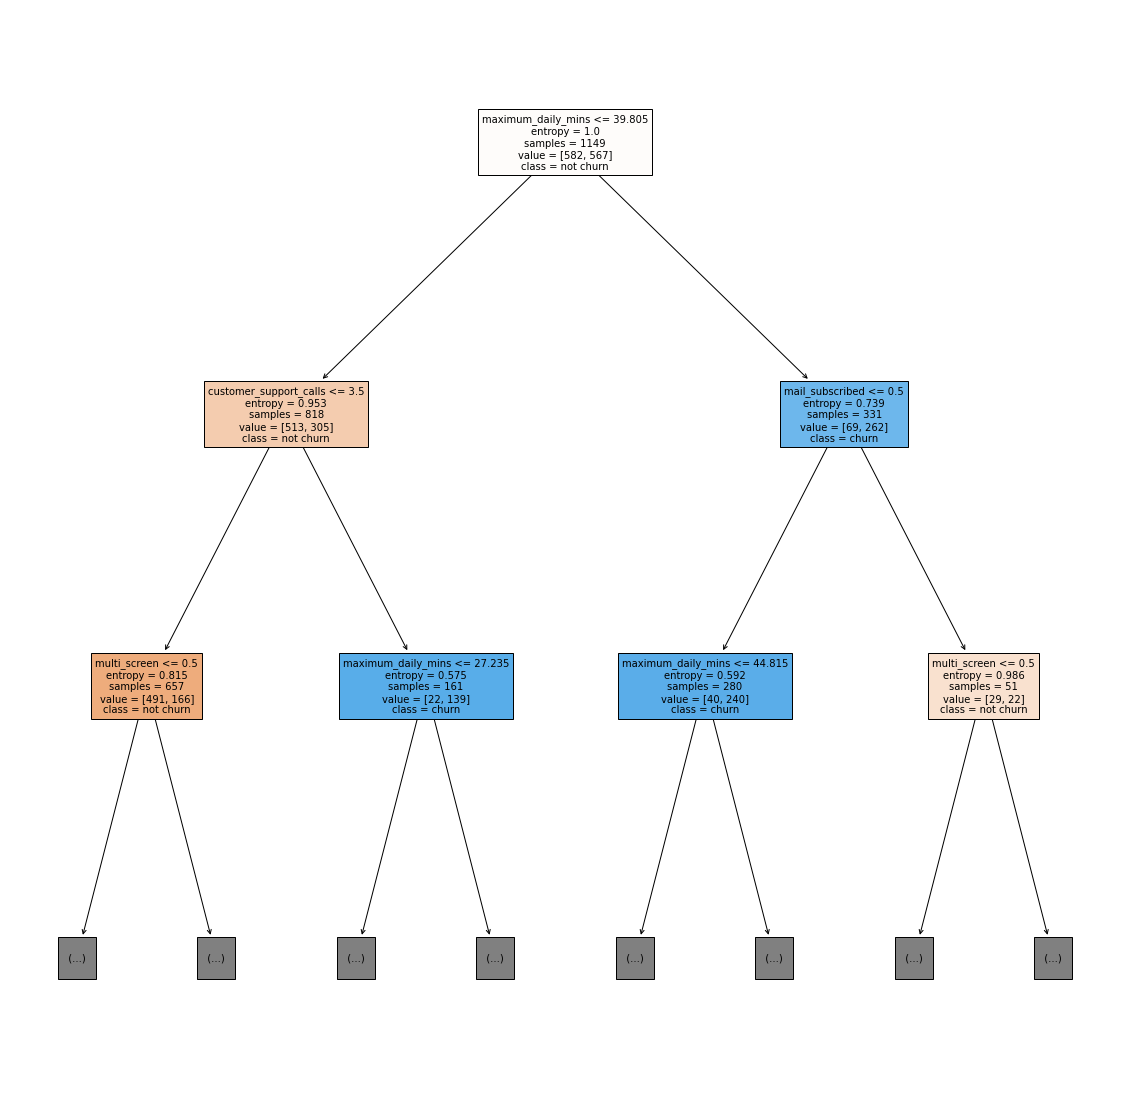 maximum_daily_mins <= 39.805
entropy = 1.0
samples = 1149
value = [582, 567]
class = not churn
customer_support_calls <= 3.5
entropy = 0.953
samples = 818
value = [513, 305]
class = not churn
mail_subscribed <= 0.5
entropy = 0.739
samples = 331
value = [69, 262]
class = churn
multi_screen <= 0.5
entropy = 0.815
samples = 657
value = [491, 166]
class = not churn
maximum_daily_mins <= 27.235
entropy = 0.575
samples = 161
value = [22, 139]
class = churn
maximum_daily_mins <= 44.815
entropy = 0.592
samples = 280
value = [40, 240]
class = churn
multi_screen <= 0.5
entropy = 0.986
samples = 51
value = [29, 22]
class = not churn
(...)
(...)
(...)
(...)
(...)
(...)
(...)
(...)